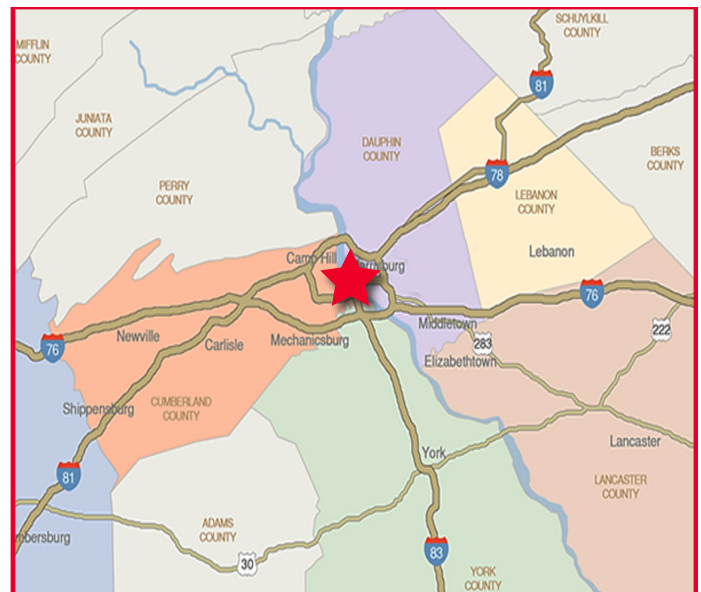 SCHUYLKILL
COUNTY
MIFFLIN
COUNTY
81
JUNIATA
COUNTY
DAUPHIN
COUNTY
BERKS
COUNTY
78
PERRY
COUNTY
LEBANON
COUNTY
Lebanon
Camp Hill
76
Middletown
222
Newville
Carlisle
Mechanicsburg
283
76
Elizabethtown
Shippensburg
CUMBERLAND
COUNTY
Lancaster
York
81
LANCASTER
COUNTY
ADAMS
COUNTY
mbersburg
83
30
YORK
COUNTY